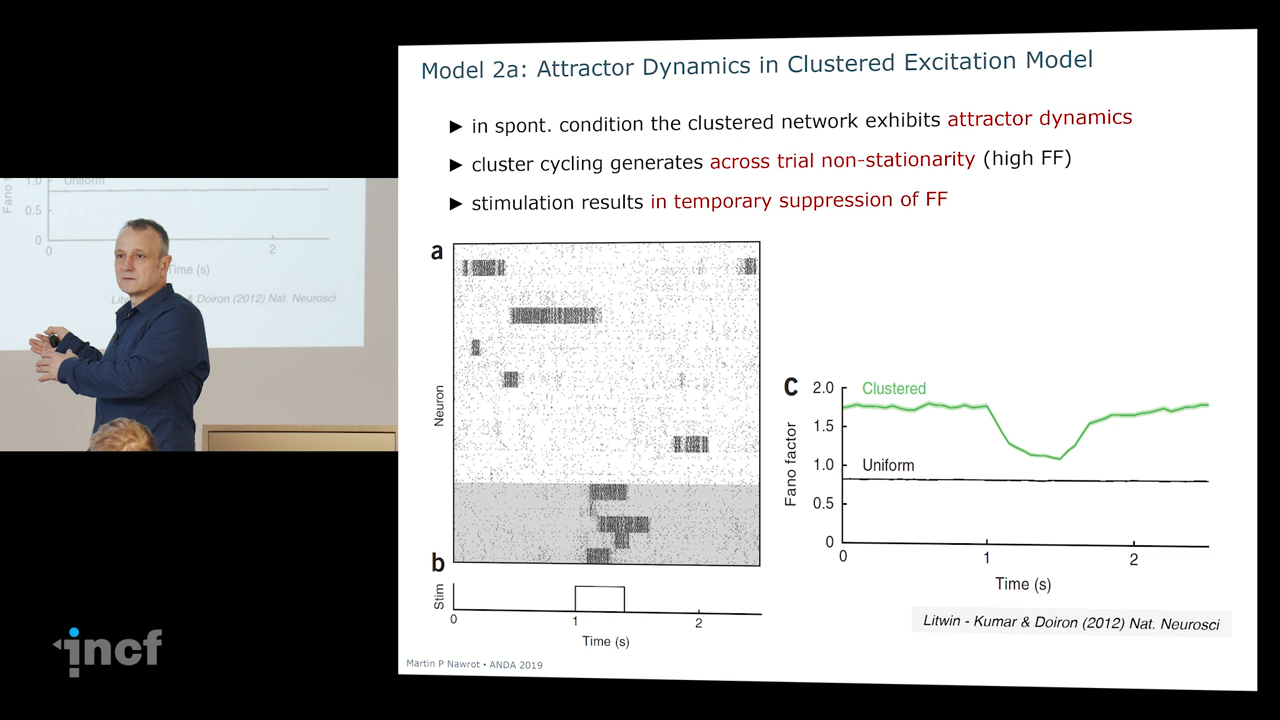 Model 2a: Attractor Dynamics in Clustered Excitation Model
► in spont. condition the clustered network exhibits attractor dynamics
► cluster cycling generates across trial non-stationarity (high FF)
► stimulation results in temporary suppression of FF
a
Neuron
b
Stim
0 1 2
Time (s)
c
Fano factor
2.0
1.5
1.0
0.5
0
Clustered
Uniform
0 1 2
Time (s)
Litwin - Kumar & Doiron (2012) Nat. Neurosci
Martin P Nawrot • ANDA 2019
1.0
Uniform
Fano
0.5
0
0 2
Time (s)
& Doiron (2012) Nat. Neurosci
incf